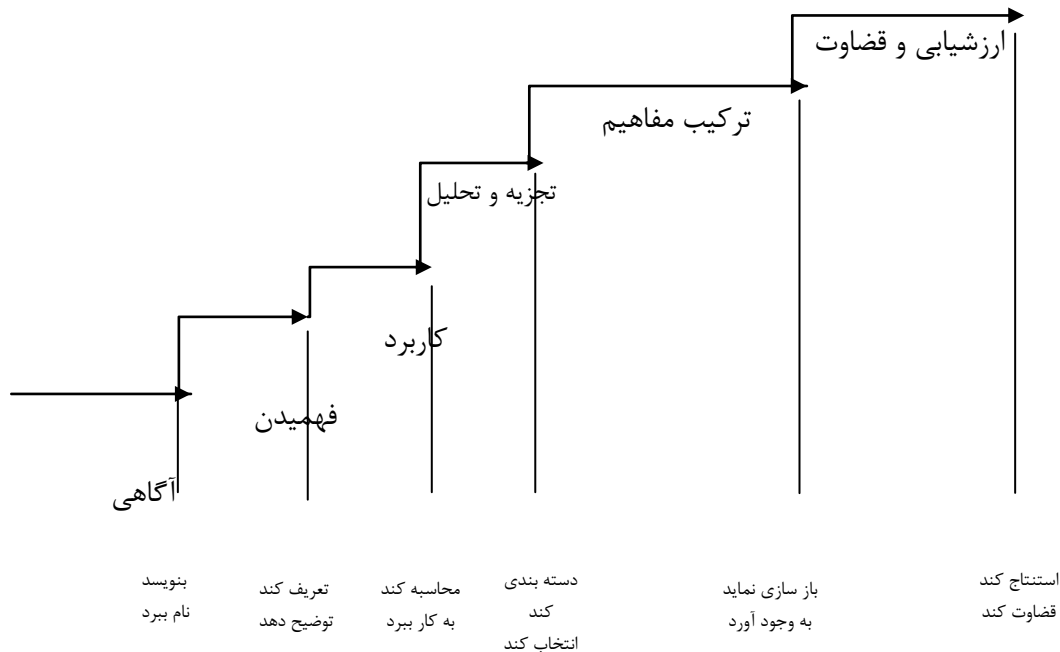 ارزشیابی و قضاوت
ترکیب مفاهیم
تجزیه و تحلیل
کاربرد
فهمیدن
آگاهی
استنتاج کند
قضاوت کند
باز سازی نماید
به وجود آورد
دسته بندی
کند
انتخاب کند
محاسبه کند
به کار ببرد
تعریف کند
توضیح دهد
بنویسد
نام ببرد